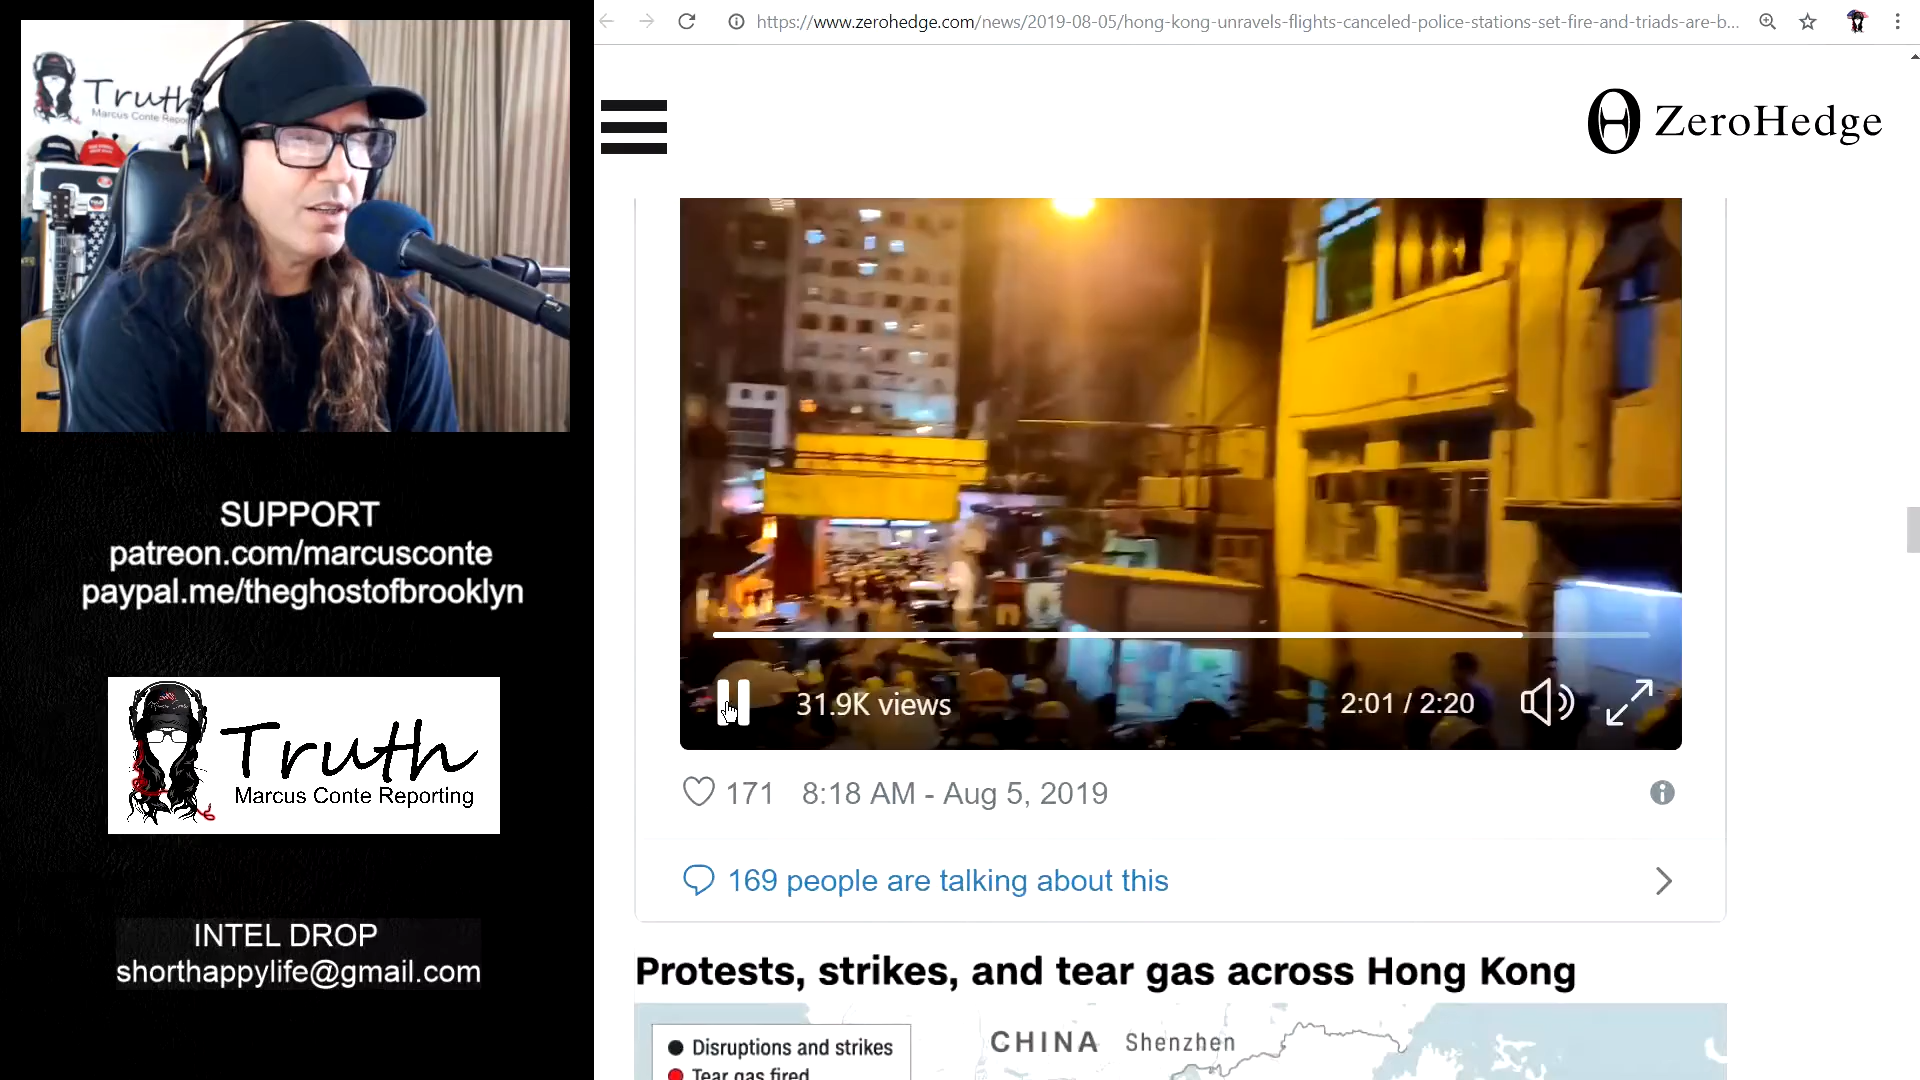 Truth
Marcus Conte Repor
SUPPORT
patreon.com/marcusconte
paypal.me/theghostofbrooklyn
Truth
Marcus Conte Reporting
INTEL DROP
shorthappylife@gmail.com
https://www.zerohedge.com/news/2019-08-05/hong-kong-unravels-flights-canceled-police-stations-set-fire-and-triads-are-b...
ZeroHedge
31.9K views
2:01 / 2:20
171 8:18 AM - Aug 5, 2019
169 people are talking about this
Protests, strikes, and tear gas across Hong Kong
Disruptions and strikes
Tear gas fired
CHINA Shenzhen